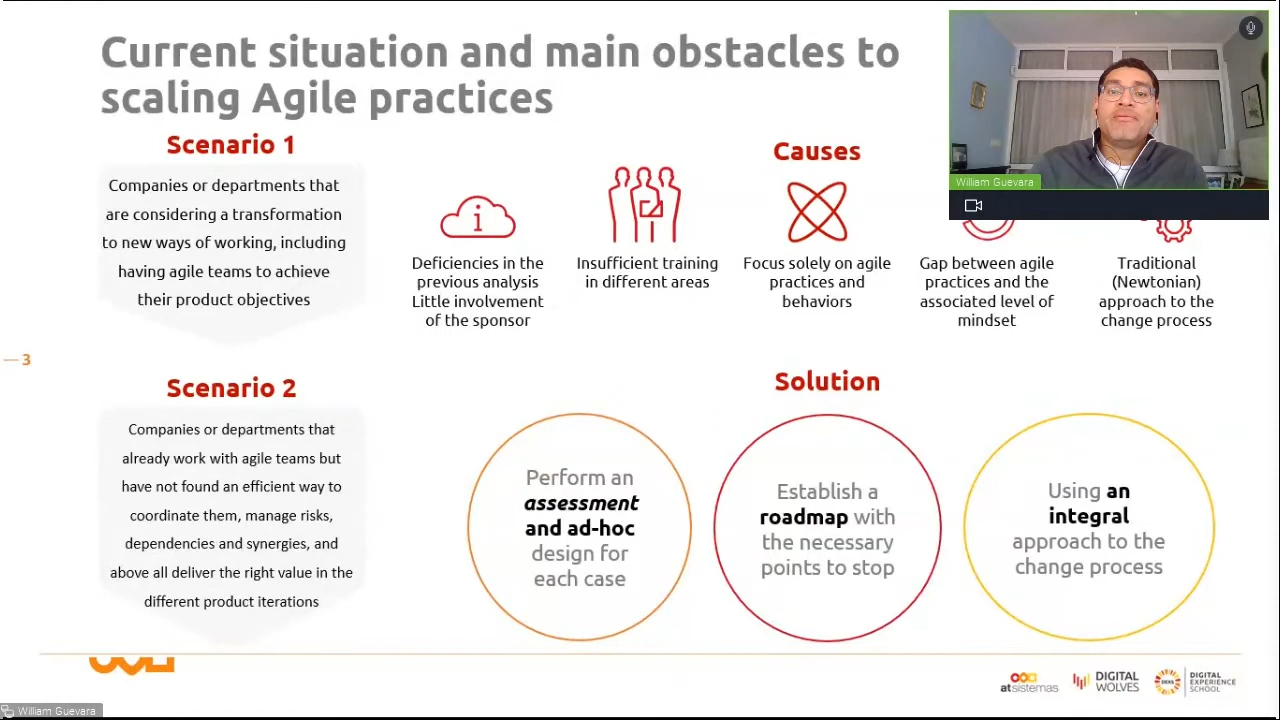 Current situation and main obstacles to
scaling Agile practices
Scenario 1
Companies or departments that
are considering a transformation
to new ways of working, including
having agile teams to achieve
their product objectives
Causes
i
Deficiencies in the
previous analysis
Little involvement
of the sponsor
Insufficient training
in different areas
Focus solely on agile
practices and
behaviors
Gap between agile
practices and the
associated level of
mindset
Traditional
(Newtonian)
approach to the
change process
William Guevara
3
Scenario 2
Companies or departments that
already work with agile teams but
have not found an efficient way to
coordinate them, manage risks,
dependencies and synergies, and
above all deliver the right value in the
different product iterations
Solution
Perform an
assessment
and ad-hoc
design for
each case
Establish a
roadmap with
the necessary
points to stop
Using an
integral
approach to the
change process
atsistemas
DIGITAL
WOLVES
DIGITAL
EXPERIENCE
SCHOOL
William Guevara